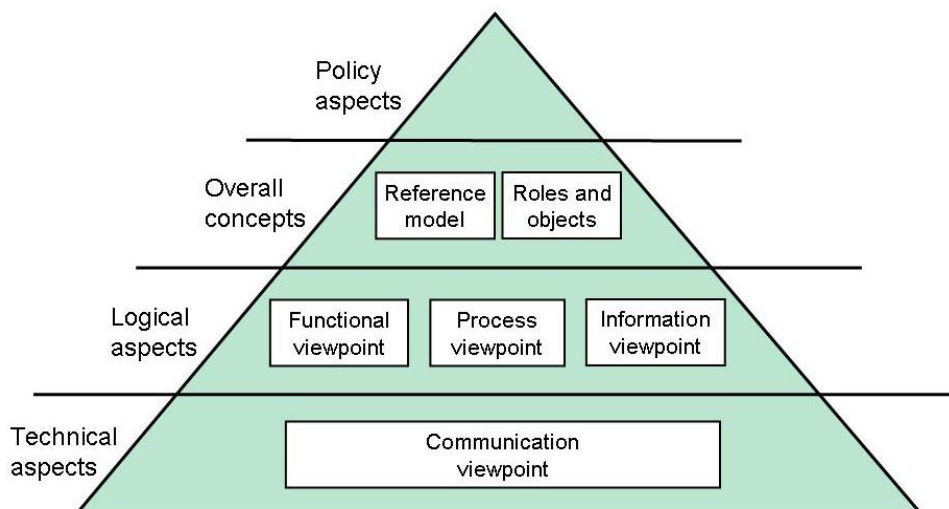 Policy
aspects
Overall
concepts
Reference
model
Roles and
objects
Logical
aspects
Functional
viewpoint
Process
viewpoint
Information
viewpoint
Technical
aspects
Communication
viewpoint